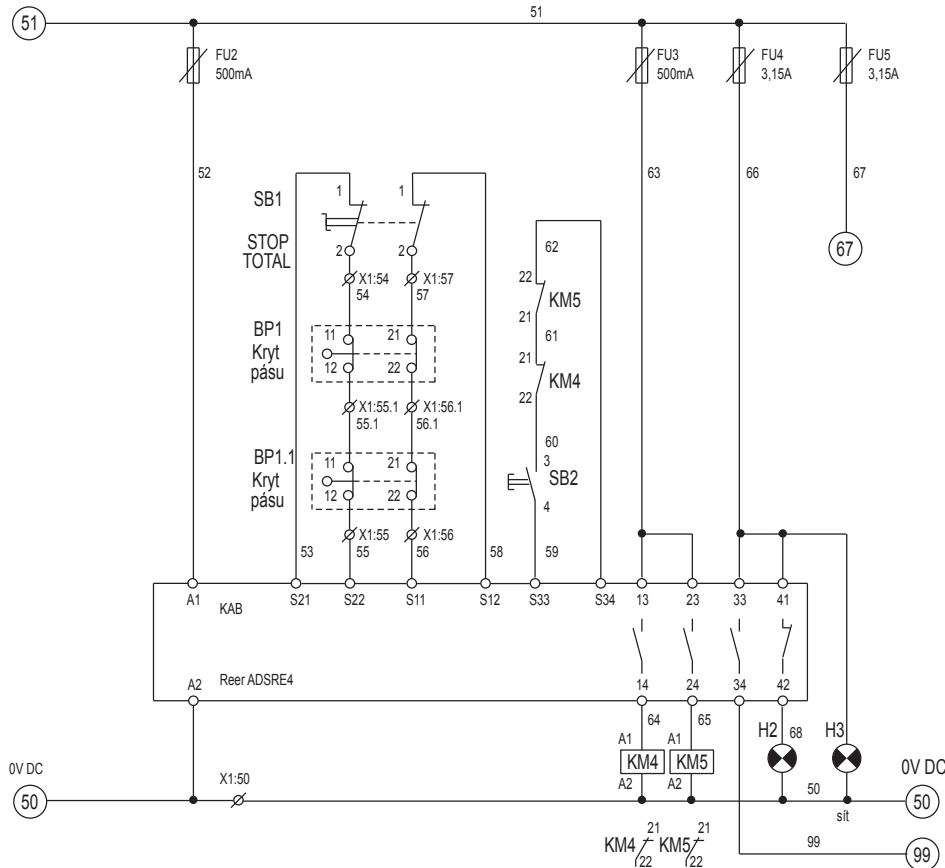 51
51
FU2
500mA
FU3
500mA
FU4
3,15A
FU5
3,15A
52
63
66
67
67
SB1
1
1
STOP
TOTAL
2
2
X1:54
54
X1:57
57
62
22
KM5
21
61
BP1
Kryt
pásu
11
21
12
22
21
KM4
22
X1:55.1
55.1
X1:56.1
56.1
60
3
SB2
4
BP1.1
Kryt
pásu
11
21
12
22
X1:55
55
X1:56
56
53
58
59
A1
S21
S22
S11
S12
S33
S34
13
23
33
41
KAB
Reer ADSRE4
A2
14
24
34
42
64
65
A1
KM4
A2
A1
KM5
A2
H2
68
H3
0V DC
50
X1:50
50
0V DC
50
sít
KM4
21
22
KM5
21
22
99
99